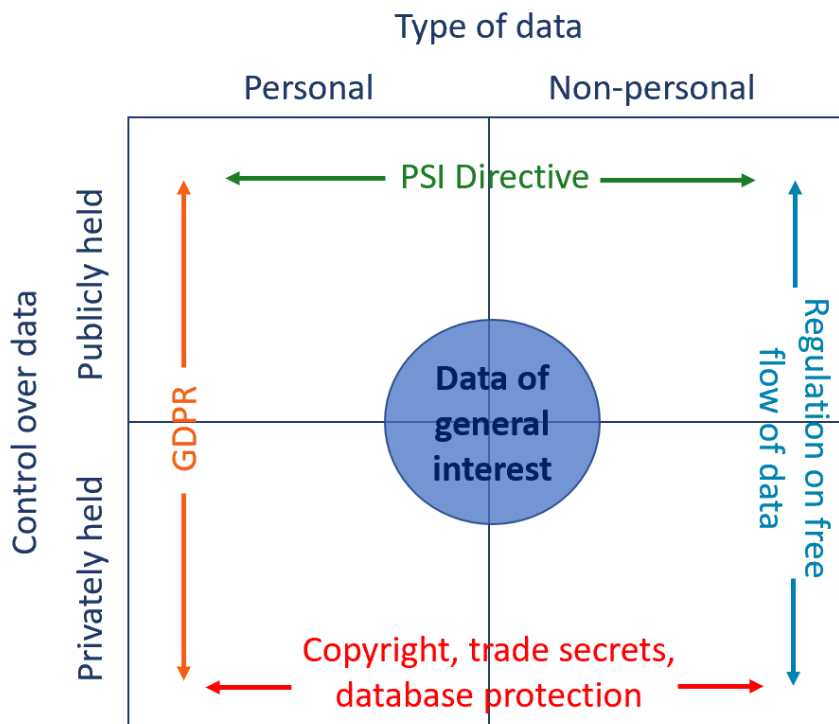 Type of data
Personal
Non-personal
Control over data
Publicly held
Privately held
PSI Directive
GDPR
Data of
general
interest
Regulation on free
flow of data
Copyright, trade secrets,
database protection